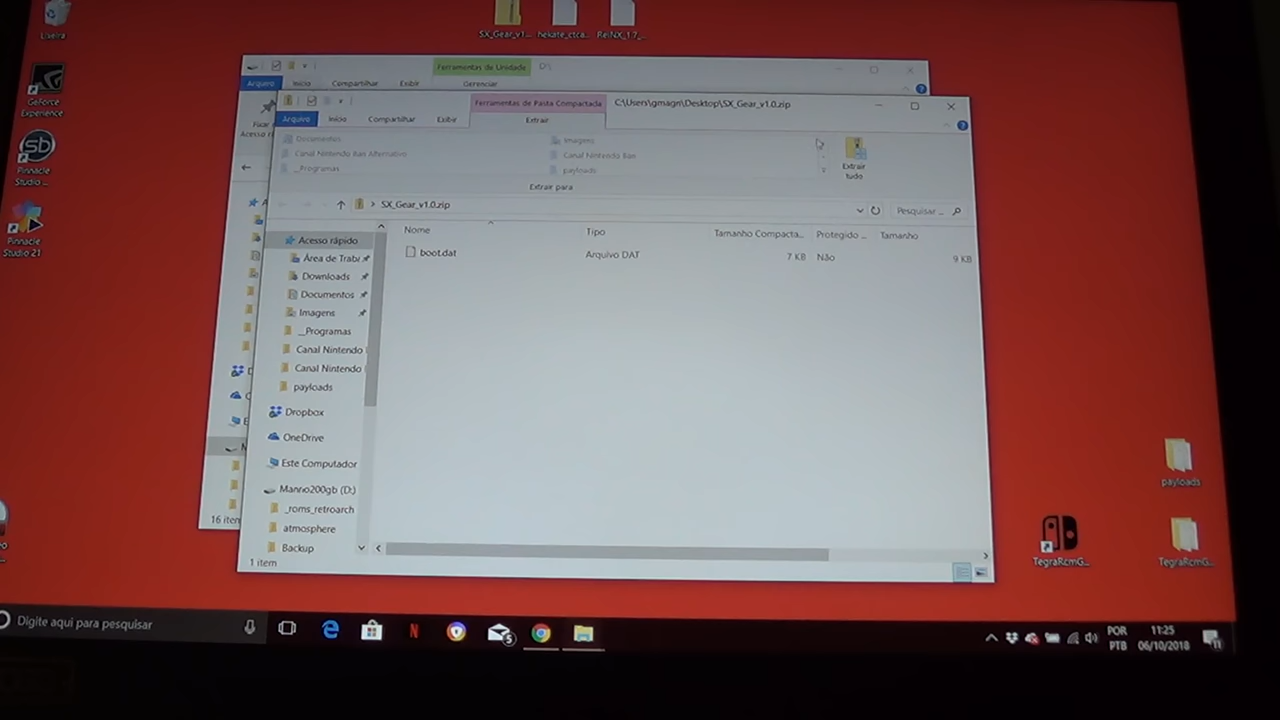 Lixeira
SX_Gear_v1...
hekate_ctca...
ReiNX_1.7_...
GeForce
Experience
Pinnacle
Studio ...
Pinnacle
Studio 21
Ferramentas de Unidade
D:\
Arquivo
Início
Compartilhar
Exibir
Gerenciar
Ferramentas de Pasta Compactada
C:\Users\gmagri\Desktop\SX_Gear_v1.0.zip
Arquivo
Início
Compartilhar
Exibir
Extrair
Documentos
Imagens
Canal Nintendo Ban Alternativo
Canal Nintendo Ban
__Programas
payloads
Extrair
tudo
Extrair para
SX_Gear_v1.0.zip
Pesquisar ...
Nome
Tipo
Tamanho Compacta...
Protegido ...
Tamanho
boot.dat
Arquivo DAT
7 KB
Não
9 KB
Acesso rápido
Área de Trab
Downloads
Documentos
Imagens
__Programas
Canal Nintendo
Canal Nintendo
payloads
Dropbox
OneDrive
Este Computador
Manno200gb (D:)
_roms_retroarch
atmosphere
Backup
16 iten
1 item
payloads
TegraRcmG...
TegraRcmG...
Digite aqui para pesquisar
5
POR
PTB
11:25
06/10/2018
11